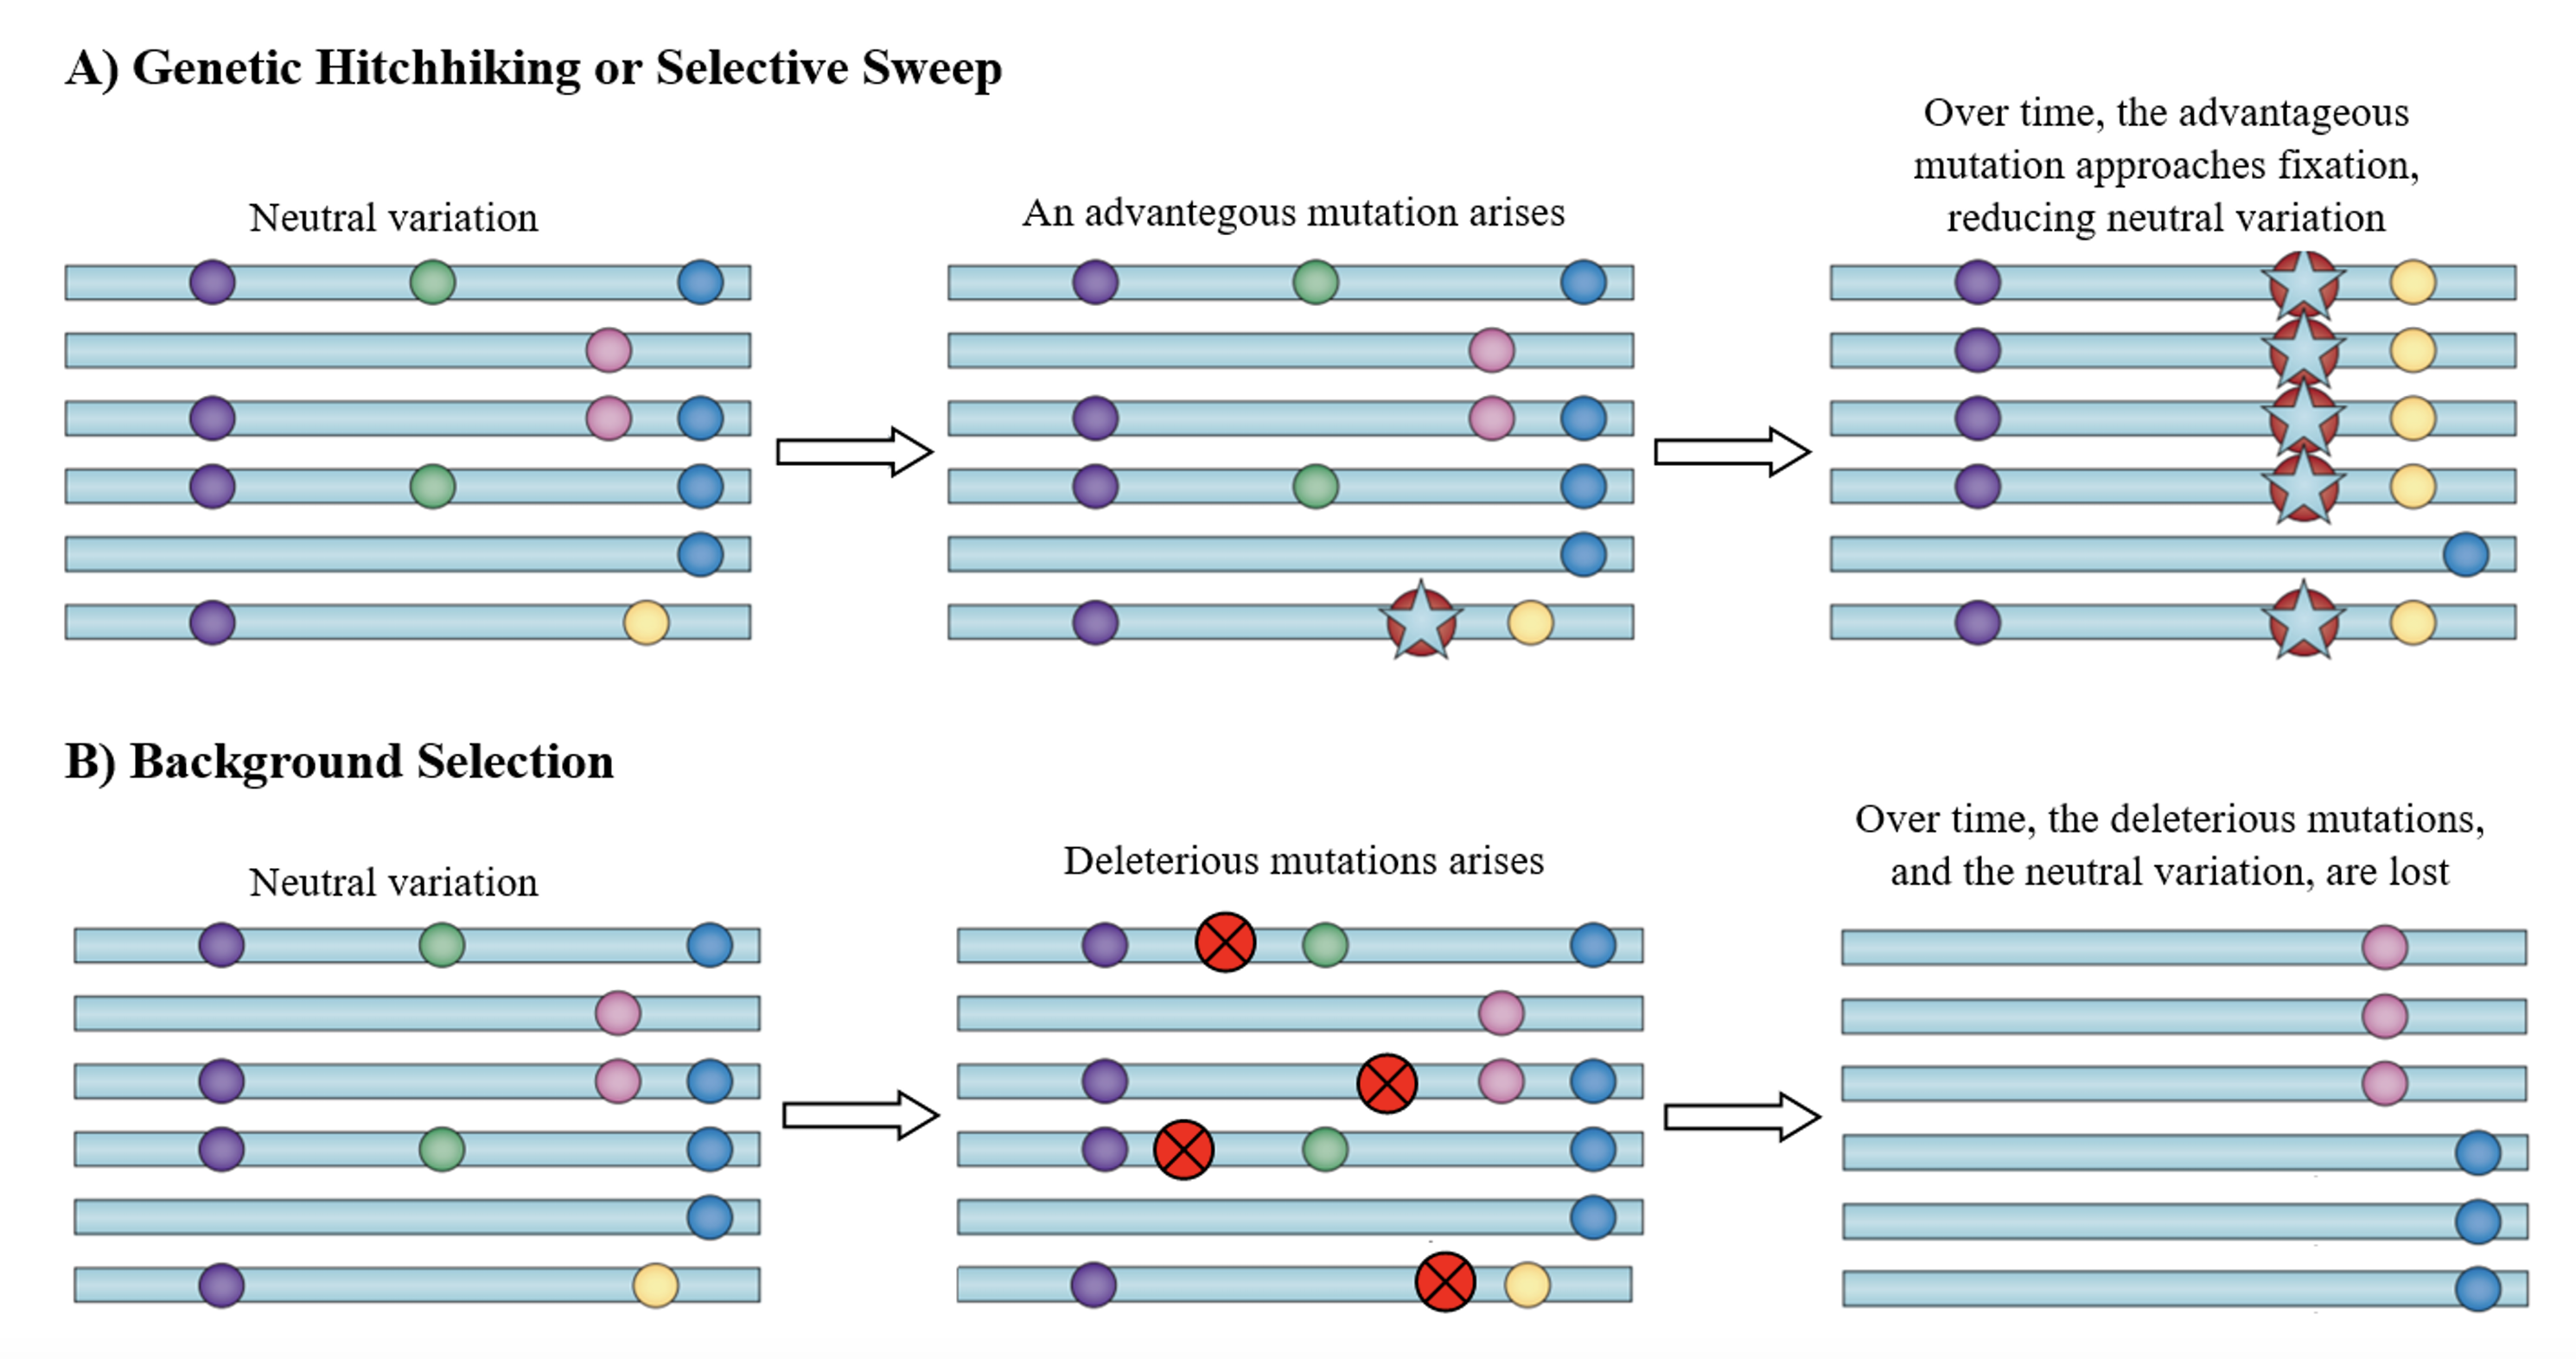 A) Genetic Hitchhiking or Selective Sweep
Neutral variation
An advantegous mutation arises
Over time, the advantageous
mutation approaches fixation,
reducing neutral variation
B) Background Selection
Neutral variation
Deleterious mutations arises
Over time, the deleterious mutations,
and the neutral variation, are lost